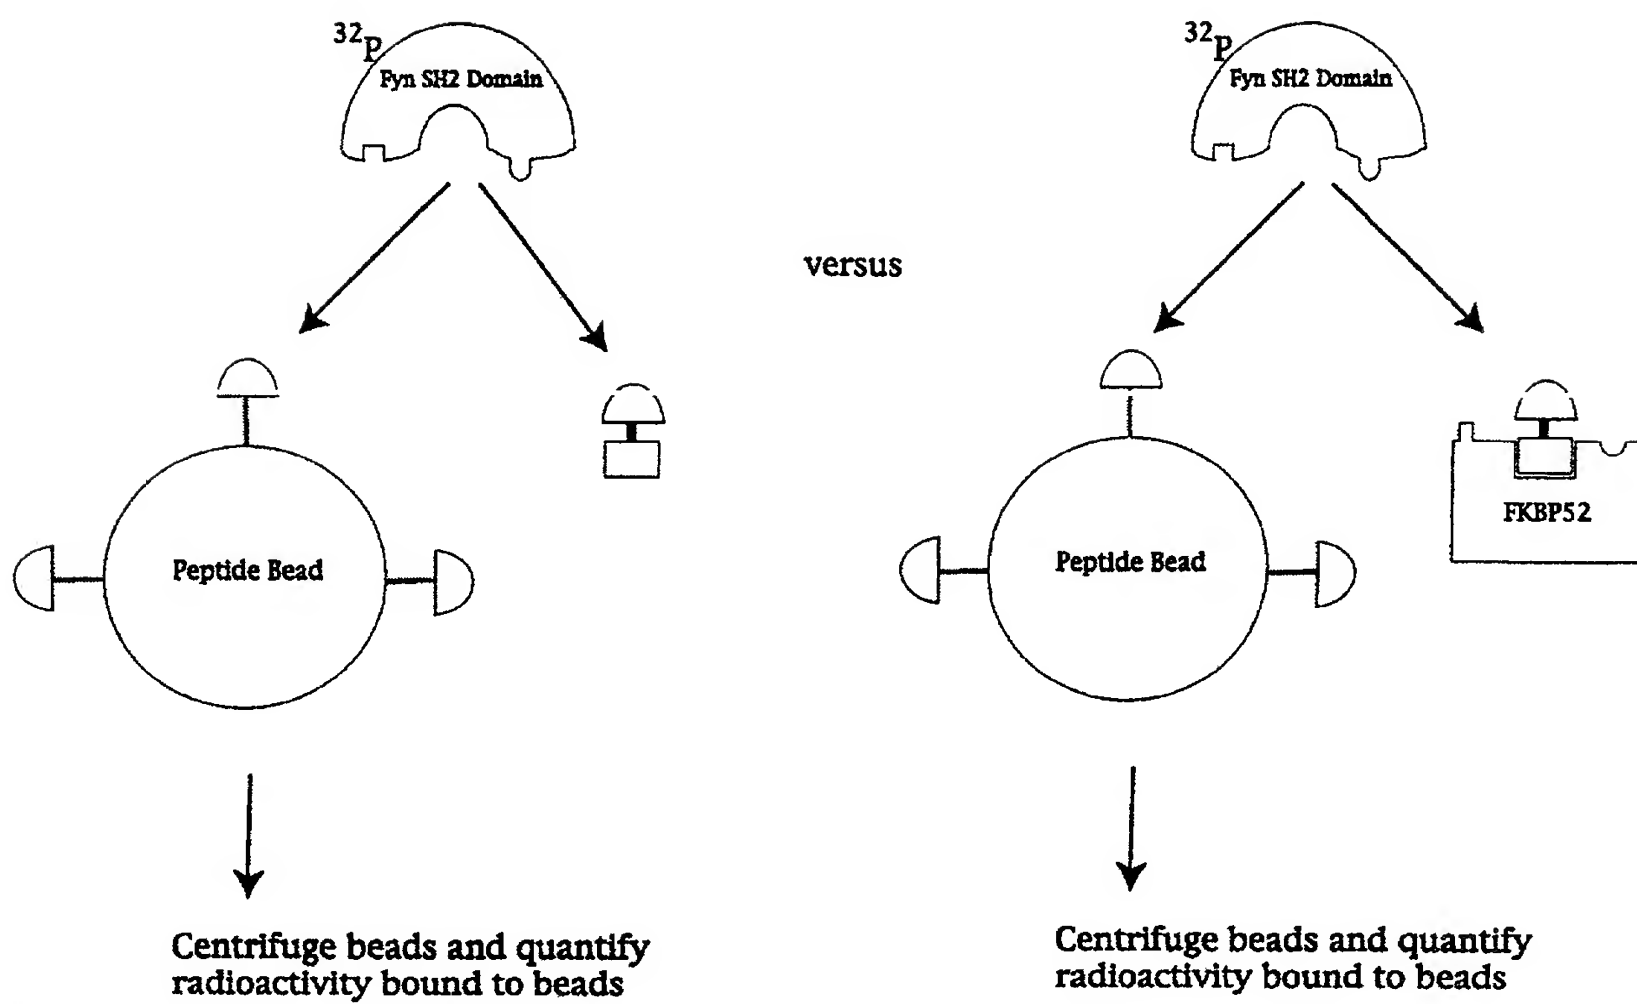 ³²P
Fyn SH2 Domain
³²P
Fyn SH2 Domain
versus
Peptide Bead
Peptide Bead
FKBP52
Centrifuge beads and quantify
radioactivity bound to beads
Centrifuge beads and quantify
radioactivity bound to beads